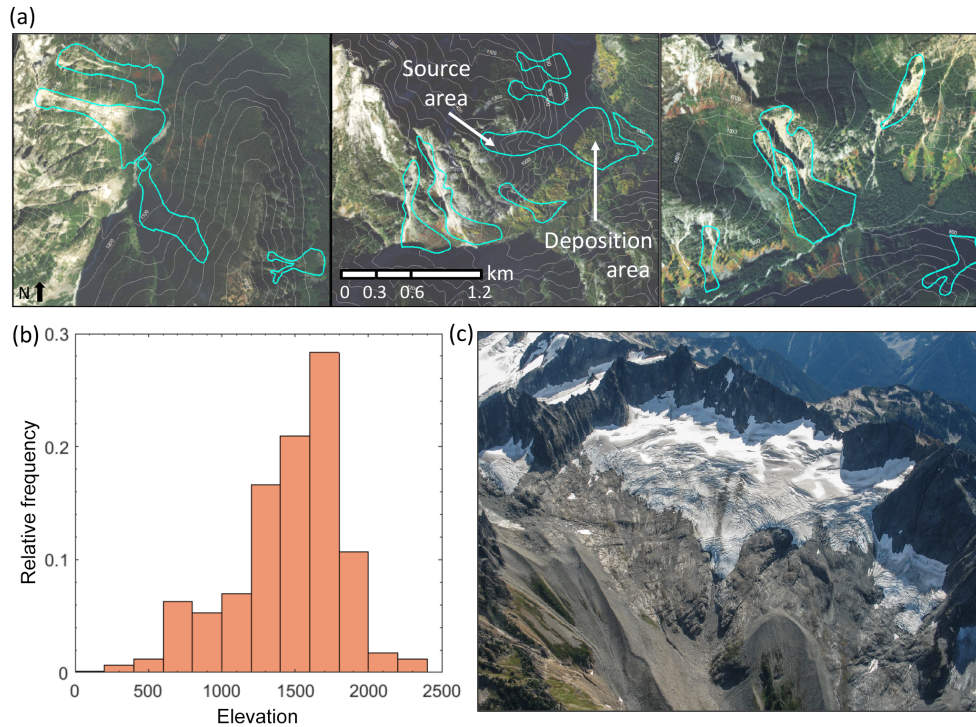 (a)
Source
area
Deposition
area
km
0 0.3 0.6 1.2
N
(b)
(c)
0.3
0.2
0.1
0
Relative frequency
0 500 1000 1500 2000 2500
Elevation